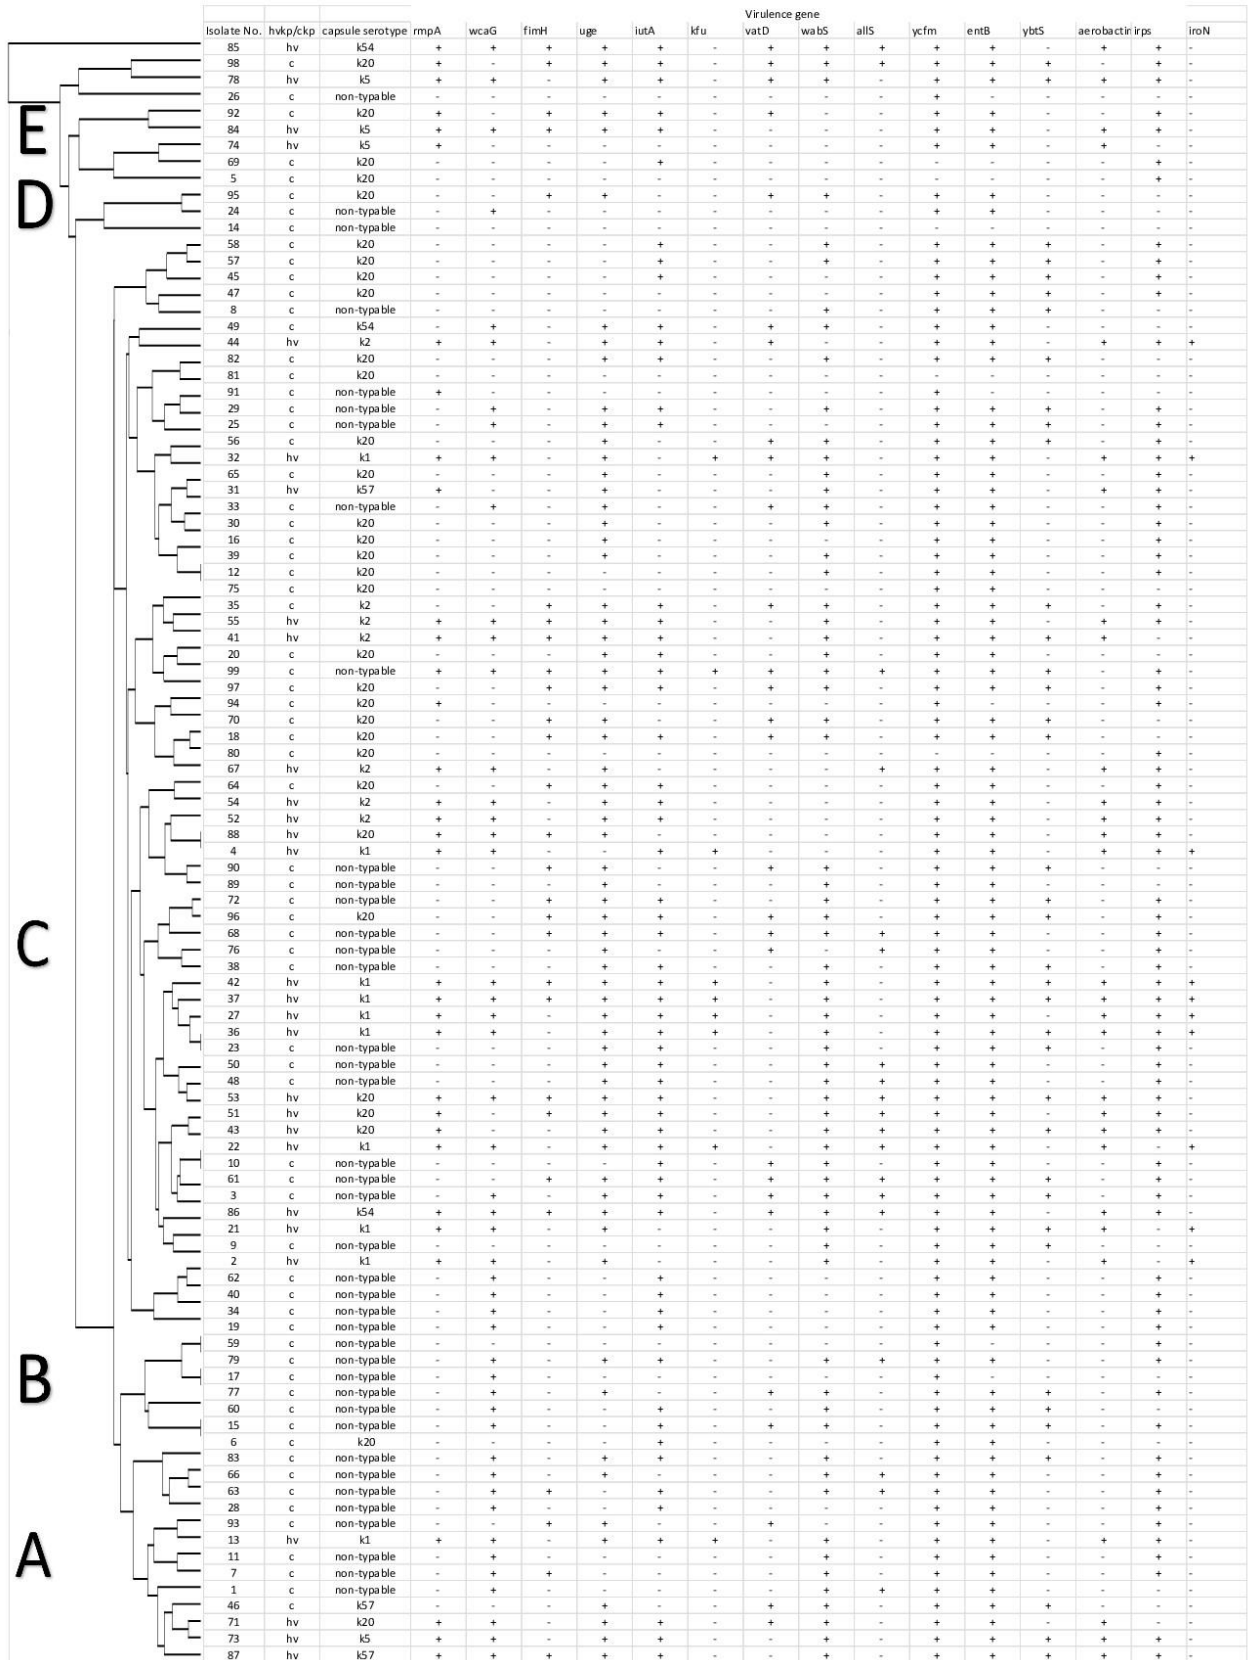 Virulence gene
Isolate No. hvkp/ckp capsule serotype rmpA wcaG fimH uge iutA kfu vatD wabS allS ycfm entB ybtS aerobactin irps iroN
85 hv k54 + + + + + - + + + + + - + + -
98 c k20 + - + + + - + + + + + + - + -
78 hv k5 + + - + + - + + - + + + + + -
26 c non-typable - - - - - - - - - + - - - - -
E
92 c k20 + - + + + - + - - + + - - + -
84 hv k5 + + + + + - - - - + + - + + -
74 hv k5 + - - - - - - - - + + - + - -
69 c k20 - - - - + - - - - - - - - + -
5 c k20 - - - - - - - - - - - - - + -
D
95 c k20 - - + + - - + + - + + - - - -
24 c non-typable - + - - - - - - - + + - - - -
14 c non-typable - - - - - - - - - - - - - - -
58 c k20 - - - - + - - + - + + + - + -
57 c k20 - - - - + - - + - + + + - + -
45 c k20 - - - - + - - - - + + + - + -
47 c k20 - - - - - - - - - + + + - + -
8 c non-typable - - - - - - - + - + + + - - -
49 c k54 - + - + + - + + - + + - - - -
44 hv k2 + + - + + - + - - + + - + + +
82 c k20 - - - + + - - + - + + + - - -
81 c k20 - - - - - - - - - - - - - - -
91 c non-typable + - - - - - - - - + - - - - -
29 c non-typable - + - + + - - + - + + + - + -
25 c non-typable - + - + + - - - - + + + - + -
56 c k20 - - - + - - + + - + + + - + -
32 hv k1 + + - + - + + + - + + - + + +
65 c k20 - - - + - - - + - + + - - + -
31 hv k57 + - - + - - - + - + + - + + -
33 c non-typable - + - + - - + + - + + - - + -
30 c k20 - - - + - - - + - + + - - + -
16 c k20 - - - + - - - - - + + - - + -
39 c k20 - - - + - - - + - + + - - + -
12 c k20 - - - - - - - + - + + - - + -
75 c k20 - - - - - - - - - + + - - - -
35 c k2 - - + + + - + + - + + + - + -
55 hv k2 + + + + + - - + - + + - + + -
41 hv k2 + + + + + - - + - + + + + - -
20 c k20 - - - + + - - + - + + - - - -
99 c non-typable + + + + + + + + + + + + - + -
97 c k20 - - + + + - + + - + + + - + -
94 c k20 + - - - - - - - - + - - - + -
70 c k20 - - + + - - + + - + + + - - -
18 c k20 - - + + + - + + - + + + - - -
80 c k20 - - - - - - - - - - - - - + -
67 hv k2 + + - + - - - - + + + - + + -
64 c k20 - - + + + - - - - + + - - + -
54 hv k2 + + - + + - - - - + + - + + -
52 hv k2 + + - + + - - - - + + - + + -
88 hv k20 + + + + - - - - - + + - + + -
4 hv k1 + + - - + + - - - + + - + + +
90 c non-typable - - + + - - + + - + + + - - -
89 c non-typable - - - + - - - + - + + - - - -
72 c non-typable - - + + + - - + - + + + - + -
96 c k20 - - + + + - + + - + + + - + -
68 c non-typable - - + + + - + + + + + - - + -
C
76 c non-typable - - - + - - + - + + + - - + -
38 c non-typable - - - + + - - + - + + + - + -
42 hv k1 + + + + + + - + - + + + + + +
37 hv k1 + + + + + + - + - + + + + + +
27 hv k1 + + - + + + - + - + + - + + +
36 hv k1 + + - + + + - + - + + + + + +
23 c non-typable - - - + + - - + - + + + - + -
50 c non-typable - - - + + - - + + + + - - + -
48 c non-typable - - - + + - - + + + + - - + -
53 hv k20 + + + + + - - + + + + + + + -
51 hv k20 + - + + + - - + + + + - + + -
43 hv k20 + - - + + - - + + + + + + + -
22 hv k1 + + - + + + - + + + + - + - +
10 c non-typable - - - - + - + + - + + - - + -
61 c non-typable - - + + + - + + + + + + - + -
3 c non-typable - + - + + - + + + + + + - + -
86 hv k54 + + + + + - + + + + + - + + -
21 hv k1 + + - + - - - + - + + + + - +
9 c non-typable - - - - - - - + - + + + - - -
2 hv k1 + + - + - - - + - + + - + - +
62 c non-typable - + - - + - - - - + + - - + -
40 c non-typable - + - - + - - - - + + - - + -
34 c non-typable - + - - + - - - - + + - - + -
19 c non-typable - + - - + - - - - + + - - + -
59 c non-typable - - - - - - - - - + - - - + -
79 c non-typable - + - + + - - + + + + - - + -
B
17 c non-typable - + - - - - - - - + - - - - -
77 c non-typable - + - + - - + + - + + + - + -
60 c non-typable - + - - + - - + - + + + - - -
15 c non-typable - + - - + - + + - + + + - + -
6 c k20 - - - - + - - - - + + - - - -
83 c non-typable - + - + + - - + - + + + - + -
66 c non-typable - + - + - - - + + + + - - + -
63 c non-typable - + + - - - - + + + + - - + -
28 c non-typable - + - - + - - - - + + - - + -
93 c non-typable - - + + - - + - - + + - - + -
13 hv k1 + + - + + + - + - + + - + + -
A
11 c non-typable - + - - - - - + - + + - - + -
7 c non-typable - + + - - - - + - + + - - + -
1 c non-typable - + - - - - - + + + + - - - -
46 c k57 - - - + - - + + - + + + - - -
71 hv k20 + + - + + - + + - + + - + - -
73 hv k5 + + - + + - - + - + + + + + -
87 hv k57 + + + + + - - + - + + + + + -